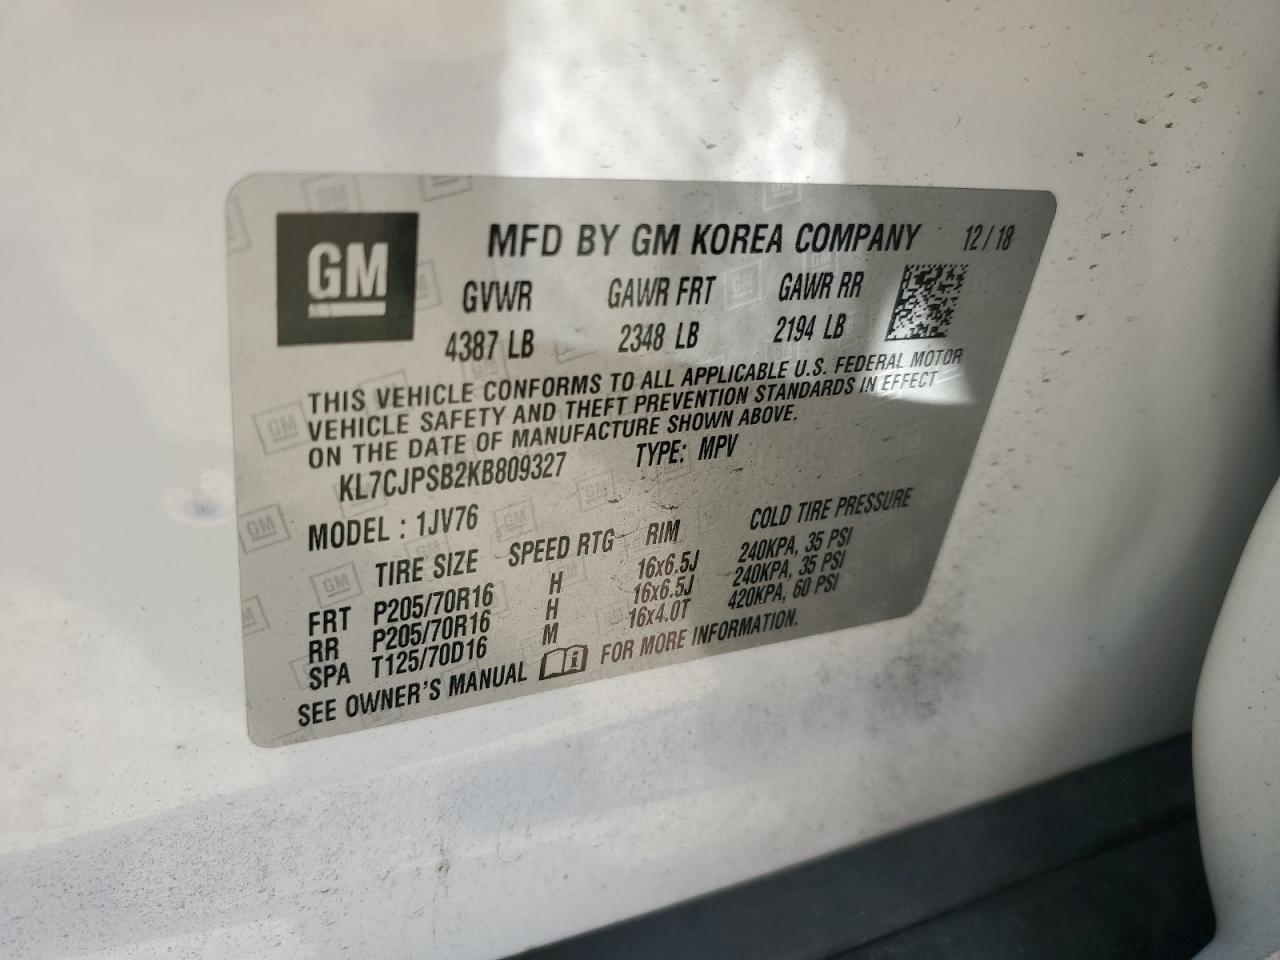 GM
MFD BY GM KOREA COMPANY 12/18
GVWR GAWR FRT GAWR RR
4387 LB 2348 LB 2194 LB
THIS VEHICLE CONFORMS TO ALL APPLICABLE U.S. FEDERAL MOTOR
VEHICLE SAFETY AND THEFT PREVENTION STANDARDS IN EFFECT
ON THE DATE OF MANUFACTURE SHOWN ABOVE.
KL7CJPSB2KB809327 TYPE: MPV
MODEL : 1JV76
TIRE SIZE SPEED RTG RIM COLD TIRE PRESSURE
FRT P205/70R16 H 16x6.5J 240KPA, 35 PSI
RR P205/70R16 H 16x6.5J 240KPA, 35 PSI
SPA T125/70D16 M 16x4.0T 420KPA, 60 PSI
SEE OWNER'S MANUAL FOR MORE INFORMATION.